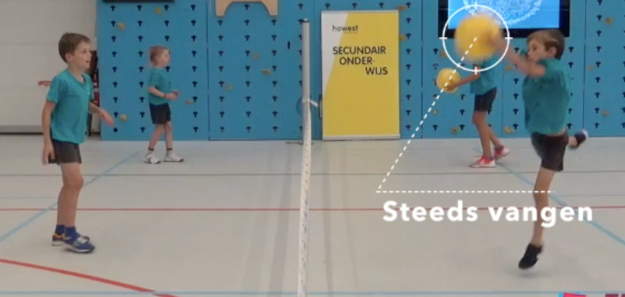 howest
SECUNDAIR
ONDER-
WIJS
Steeds vangen